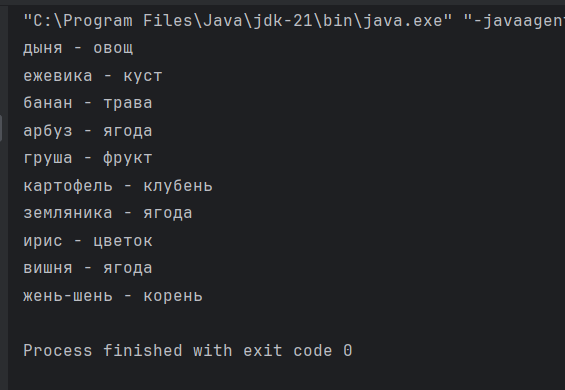 "C:\Program Files\Java\jdk-21\bin\java.exe" "-javaagent
дыня - овощ
ежевика - куст
банан - трава
арбуз - ягода
груша - фрукт
картофель - клубень
земляника - ягода
ирис - цветок
вишня - ягода
жень-шень - корень
Process finished with exit code 0